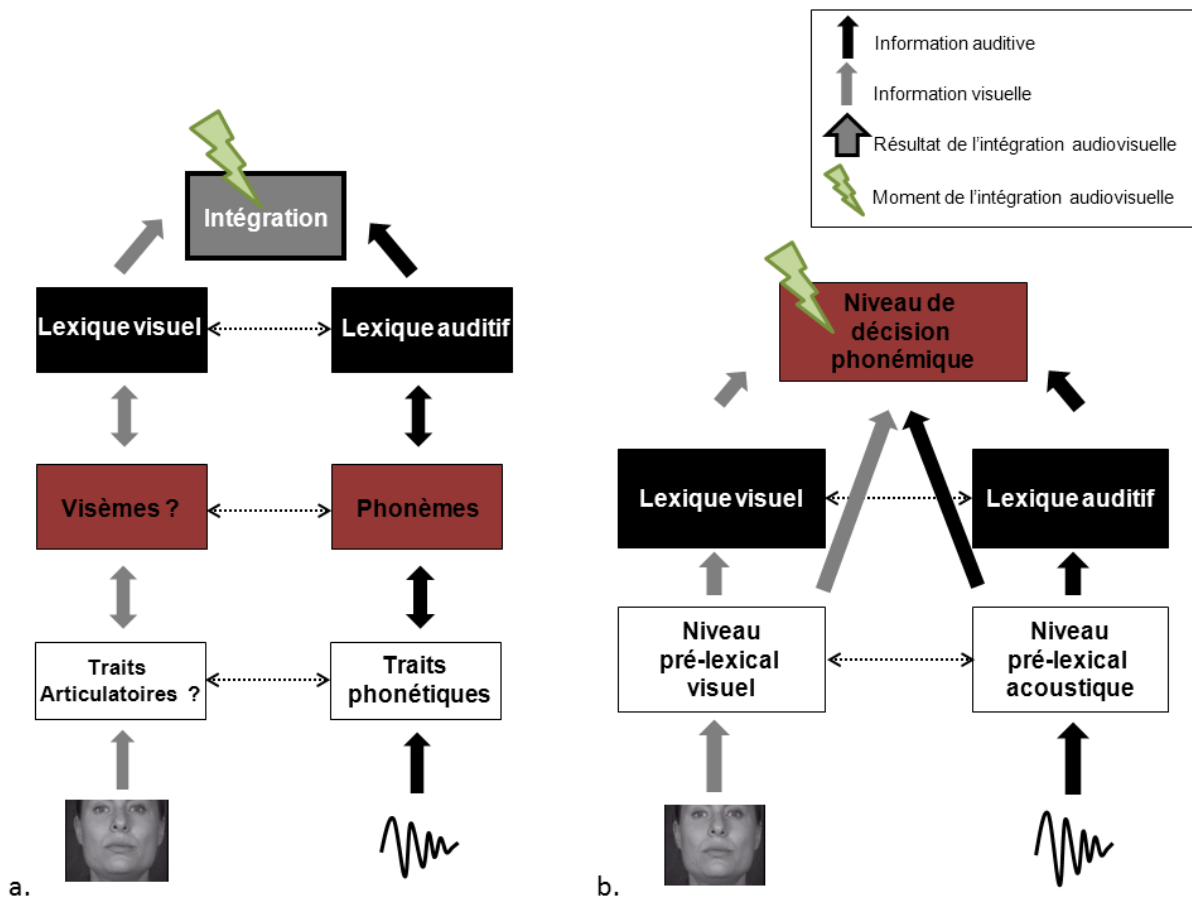 Information auditive
Information visuelle
Résultat de l'intégration audiovisuelle
Moment de l'intégration audiovisuelle
Intégration
Lexique visuel
Lexique auditif
Visèmes ?
Phonèmes
Traits
Articulatoires ?
Traits
phonétiques
a.
Niveau de
décision
phonémique
Lexique visuel
Lexique auditif
Niveau
pré-lexical
visuel
Niveau
pré-lexical
acoustique
b.